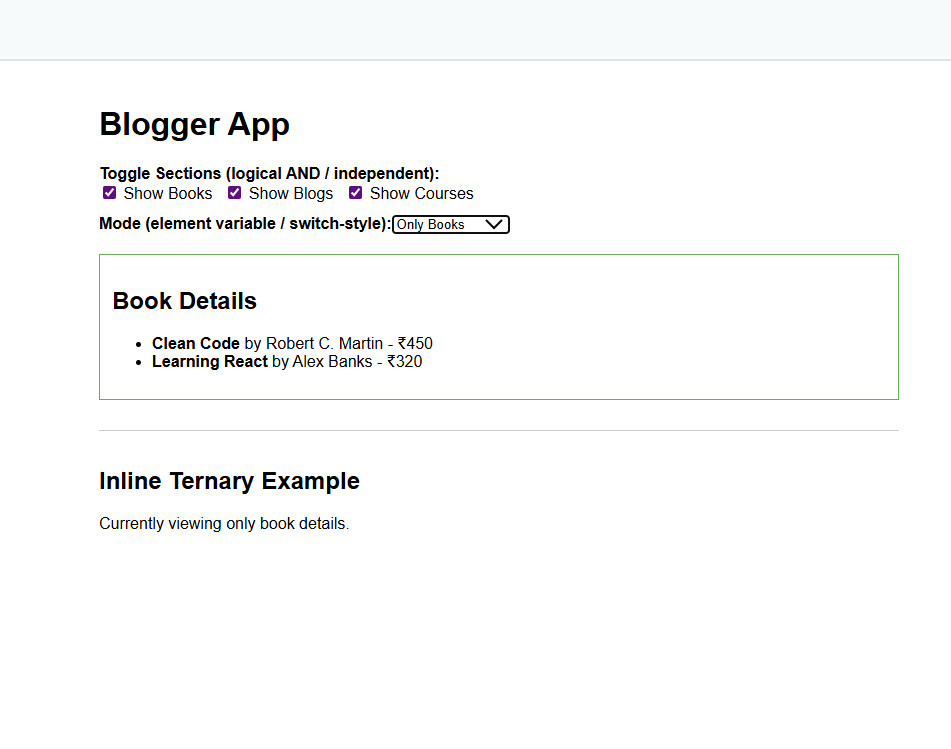 Blogger App
Toggle Sections (logical AND / independent):
Show Books Show Blogs Show Courses
Mode (element variable / switch-style): Only Books
Book Details
Clean Code by Robert C. Martin - ₹450
Learning React by Alex Banks - ₹320
Inline Ternary Example
Currently viewing only book details.